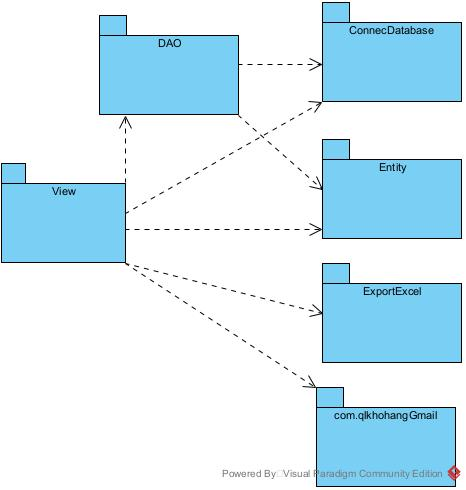 ConnecDatabase
DAO
Entity
View
ExportExcel
com.qlkhohangGmail
Powered By Visual Paradigm Community Edition